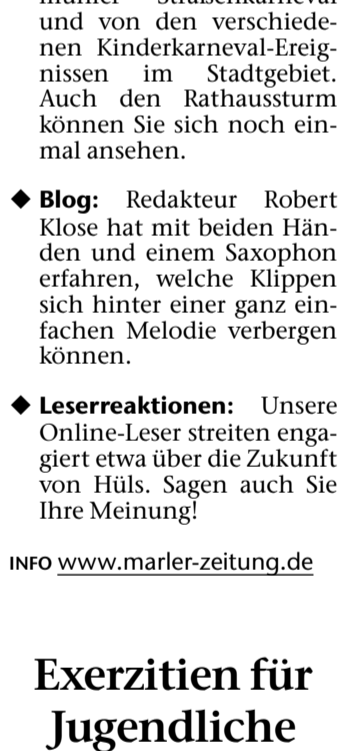 und von den verschiede-
nen Kinderkarneval-Ereig-
nissen im Stadtgebiet.
Auch den Rathaussturm
können Sie sich noch ein-
mal ansehen.
◆ Blog: Redakteur Robert
Klose hat mit beiden Hän-
den und einem Saxophon
erfahren, welche Klippen
sich hinter einer ganz ein-
fachen Melodie verbergen
können.
◆ Leserreaktionen: Unsere
Online-Leser streiten enga-
giert etwa über die Zukunft
von Hüls. Sagen auch Sie
Ihre Meinung!
INFO www.marler-zeitung.de
Exerzitien für
Jugendliche